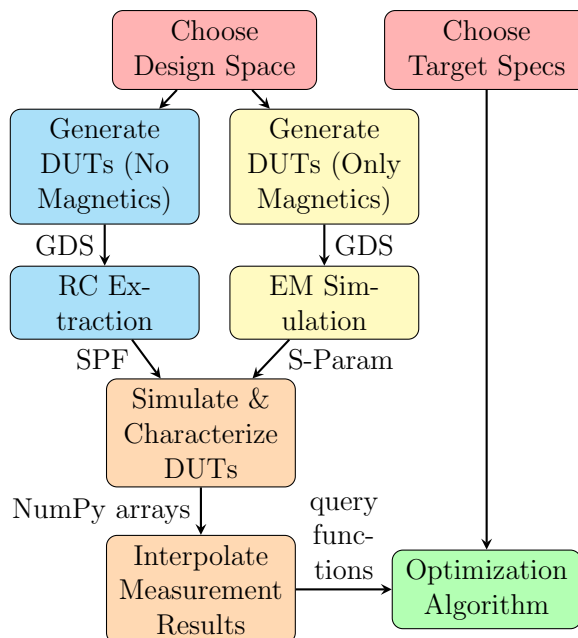 Choose
Design Space
Choose
Target Specs
Generate
DUTs (No
Magnetics)
Generate
DUTs (Only
Magnetics)
GDS
GDS
RC Ex-
traction
EM Sim-
ulation
SPF
S-Param
Simulate &
Characterize
DUTs
NumPy arrays
query
func-
tions
Interpolate
Measurement
Results
Optimization
Algorithm